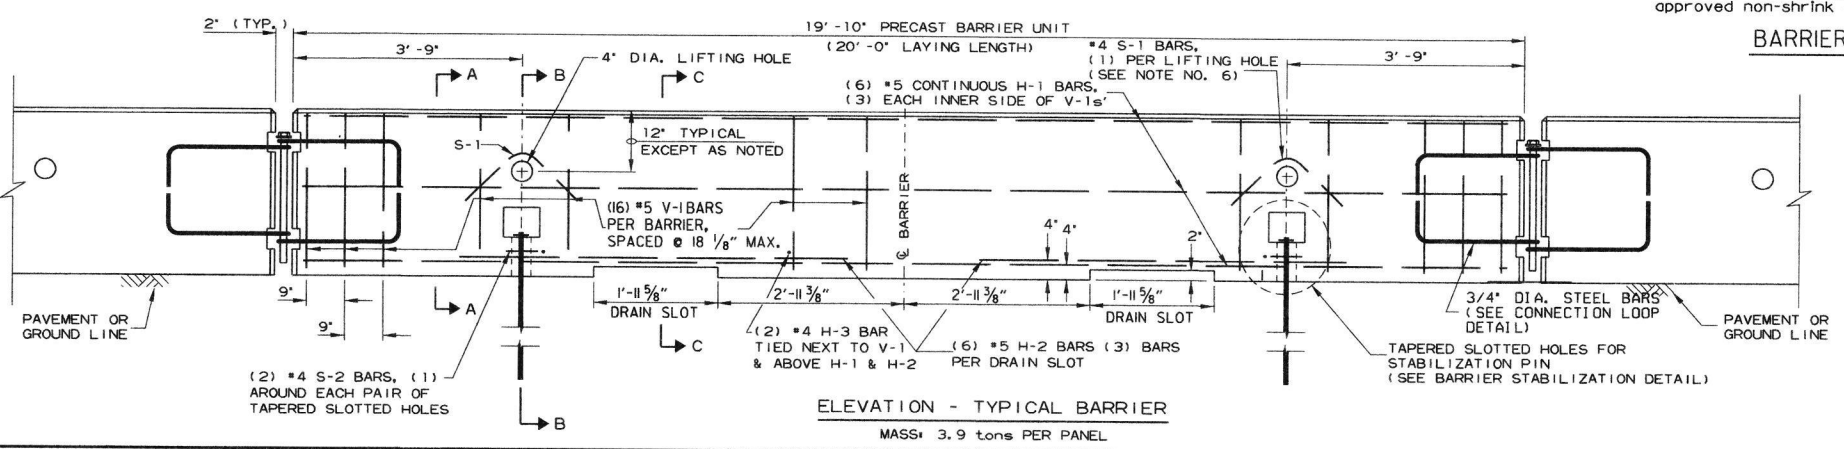 approved non-shrink
BARRIER
2" (TYP.)
19'-10" PRECAST BARRIER UNIT
(20'-0" LAYING LENGTH)
3'-9"
A
B
C
4" DIA. LIFTING HOLE
#4 S-1 BARS,
(1) PER LIFTING HOLE
(SEE NOTE NO. 6)
3'-9"
(6) #5 CONTINUOUS H-1 BARS,
(3) EACH INNER SIDE OF V-1s'
S-1
12" TYPICAL
EXCEPT AS NOTED
(16) #5 V-1 BARS
PER BARRIER,
SPACED @ 18 1/8" MAX.
℄ BARRIER
4"
4"
2"
9"
9"
A
1'-11 5/8"
DRAIN SLOT
2'-11 3/8"
2'-11 3/8"
1'-11 5/8"
DRAIN SLOT
PAVEMENT OR
GROUND LINE
C
(2) #4 H-3 BAR
TIED NEXT TO V-1
& ABOVE H-1 & H-2
(6) #5 H-2 BARS (3) BARS
PER DRAIN SLOT
3/4" DIA. STEEL BARS
(SEE CONNECTION LOOP
DETAIL)
PAVEMENT OR
GROUND LINE
TAPERED SLOTTED HOLES FOR
STABILIZATION PIN
(SEE BARRIER STABILIZATION DETAIL)
(2) #4 S-2 BARS, (1)
AROUND EACH PAIR OF
TAPERED SLOTTED HOLES
B
ELEVATION - TYPICAL BARRIER
MASS: 3.9 tons PER PANEL